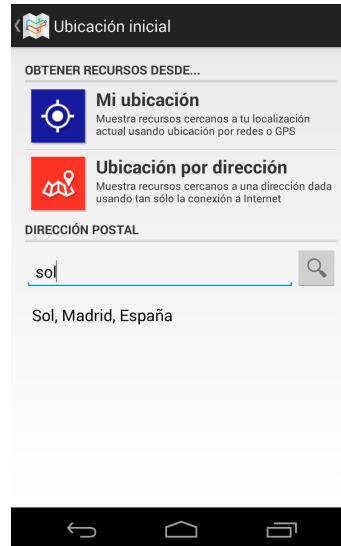 Ubicación inicial
OBTENER RECURSOS DESDE...
Mi ubicación
Muestra recursos cercanos a tu localización
actual usando ubicación por redes o GPS
Ubicación por dirección
Muestra recursos cercanos a una dirección dada
usando tan sólo la conexión a Internet
DIRECCIÓN POSTAL
sol
Sol, Madrid, España